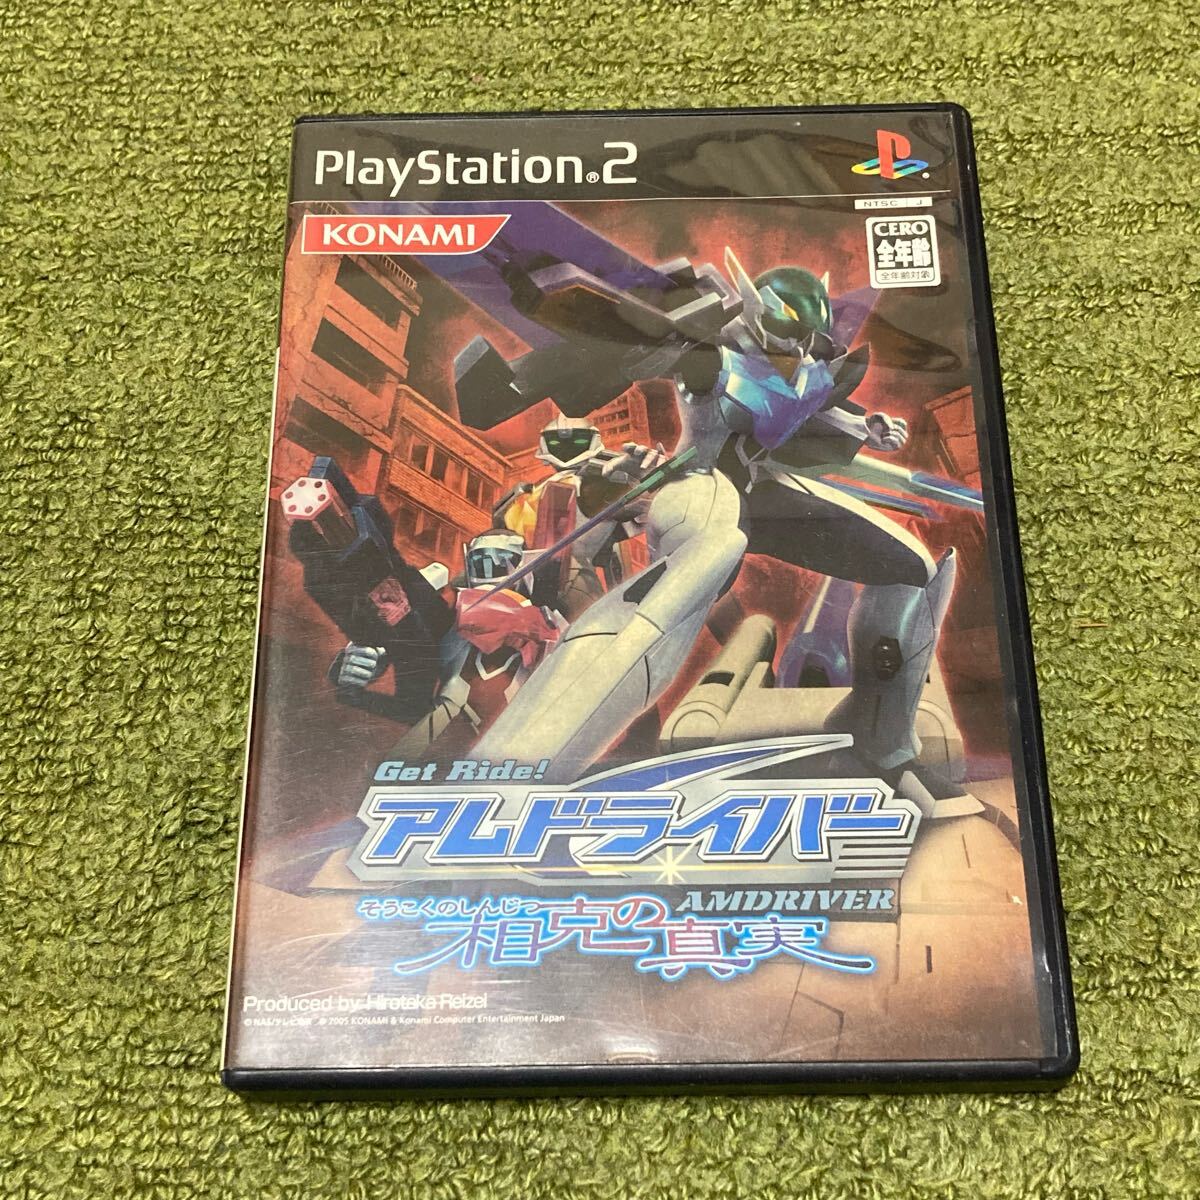 PlayStation®2
NTSC J
KONAMI
CERO
全年齢
全年齢対象
Get Ride!
アムドライバー
AMDRIVER
そうこくのしんじつ
相克の真実
Produced by Hirotaka Reizei
© NAS/テレビ東京 © 2005 KONAMI & Konami Computer Entertainment Japan